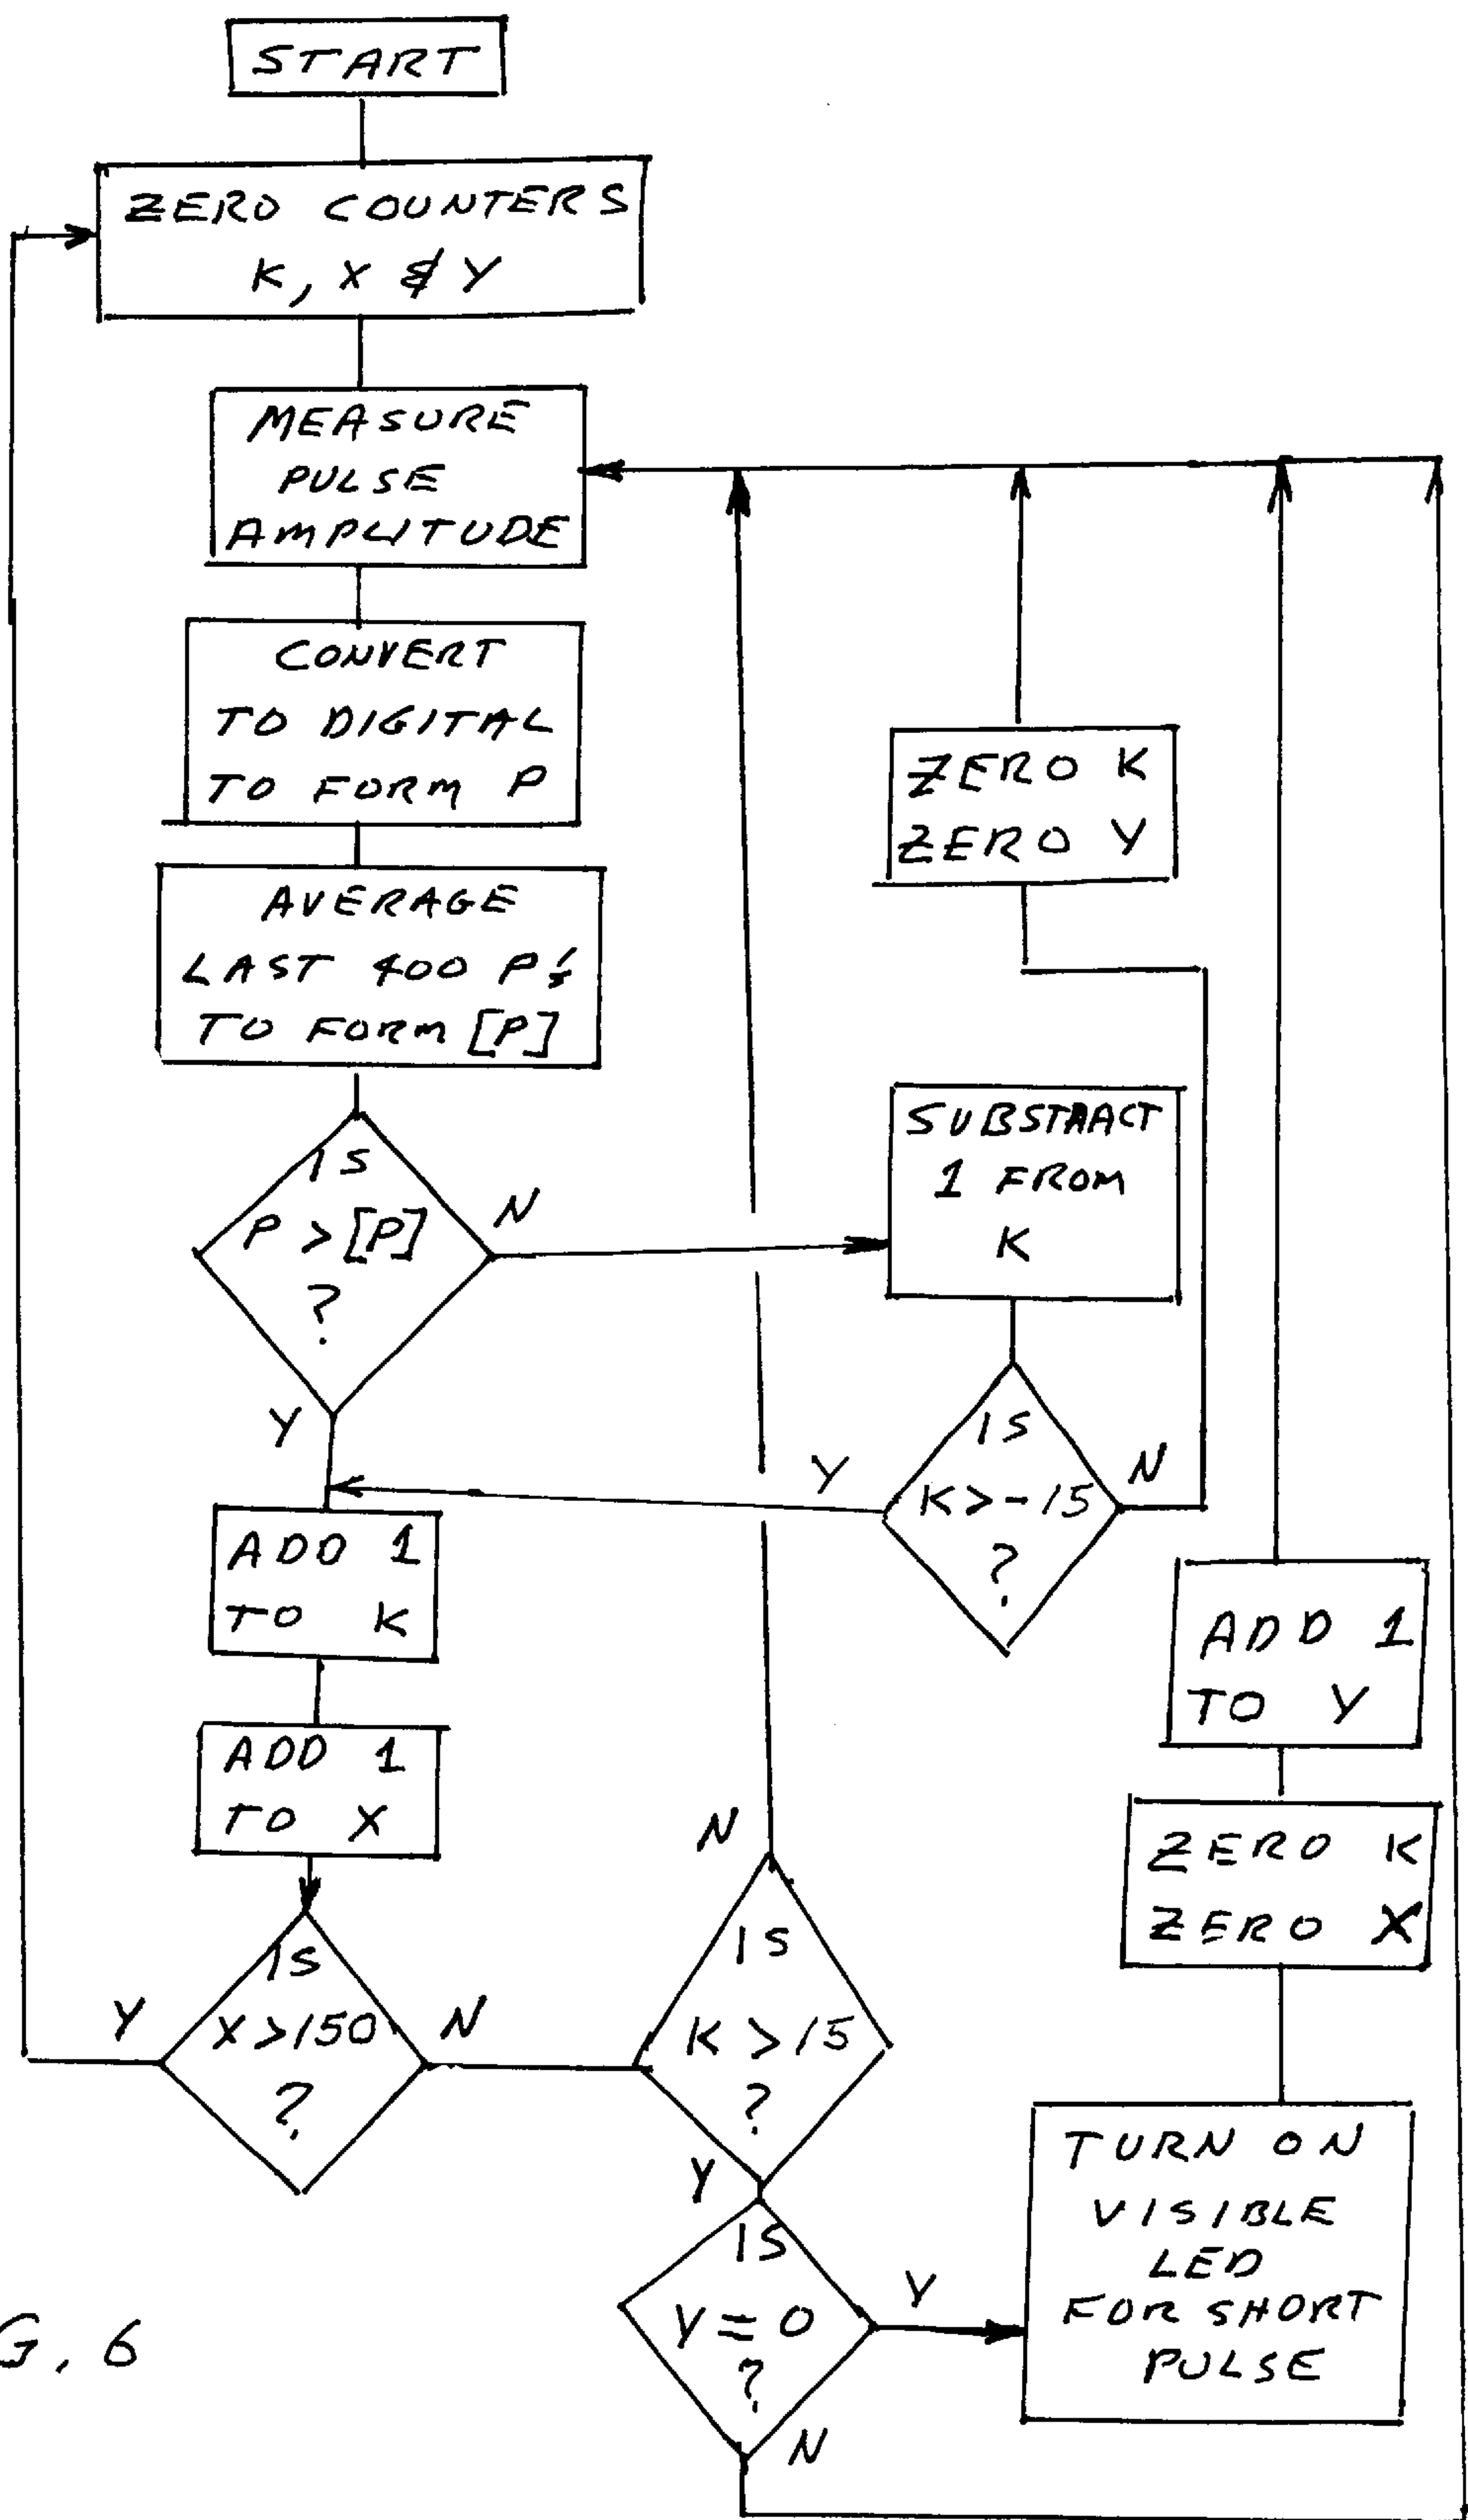 START
ZERO COUNTERS
K, X & Y
MEASURE
PULSE
AMPLITUDE
CONVERT
TO DIGITAL
TO FORM P
AVERAGE
LAST 400 P's
TO FORM [P]
IS
P > [P]
?
N
Y
SUBSTRACT
1 FROM
K
IS
K > -15
?
Y
N
ZERO K
ZERO Y
ADD 1
TO K
ADD 1
TO X
IS
X > 150
?
Y
N
IS
K > 15
?
N
Y
IS
Y = 0
?
Y
N
TURN ON
VISIBLE
LED
FOR SHORT
PULSE
ZERO K
ZERO X
ADD 1
TO Y
G. 6